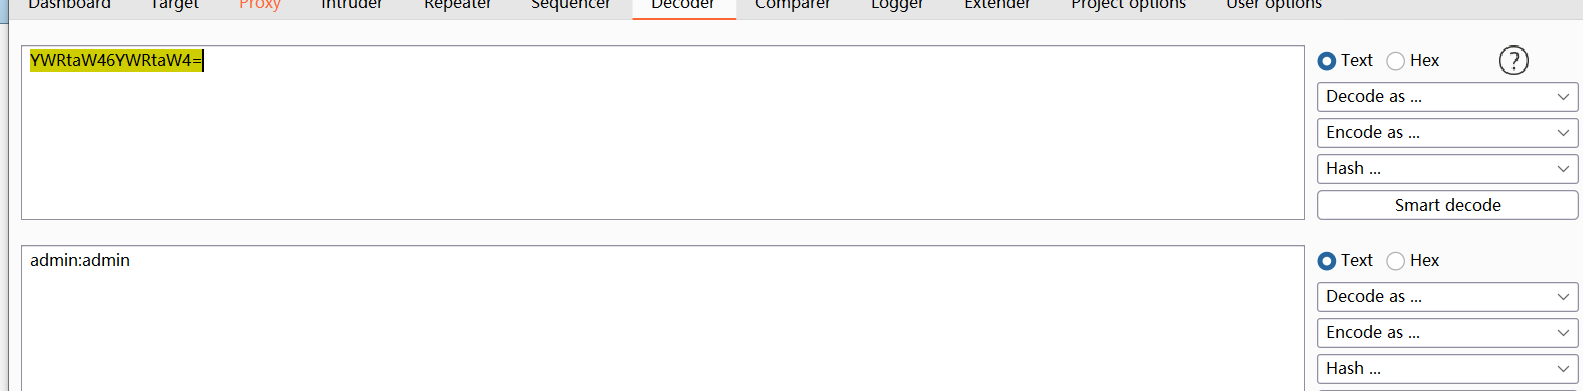 Dashboard Target Proxy Intruder Repeater Sequencer Decoder Comparer Logger Extender Project options User options
YWRtaW46YWRtaW4=
Text Hex ?
Decode as ...
Encode as ...
Hash ...
Smart decode
admin:admin
Text Hex
Decode as ...
Encode as ...
Hash ...